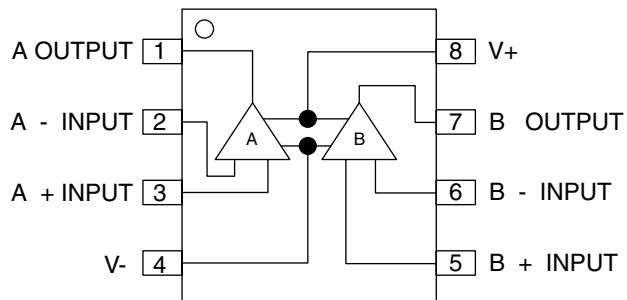 A OUTPUT 1
8 V+
A - INPUT 2
7 B OUTPUT
A B
A + INPUT 3
6 B - INPUT
V- 4
5 B + INPUT